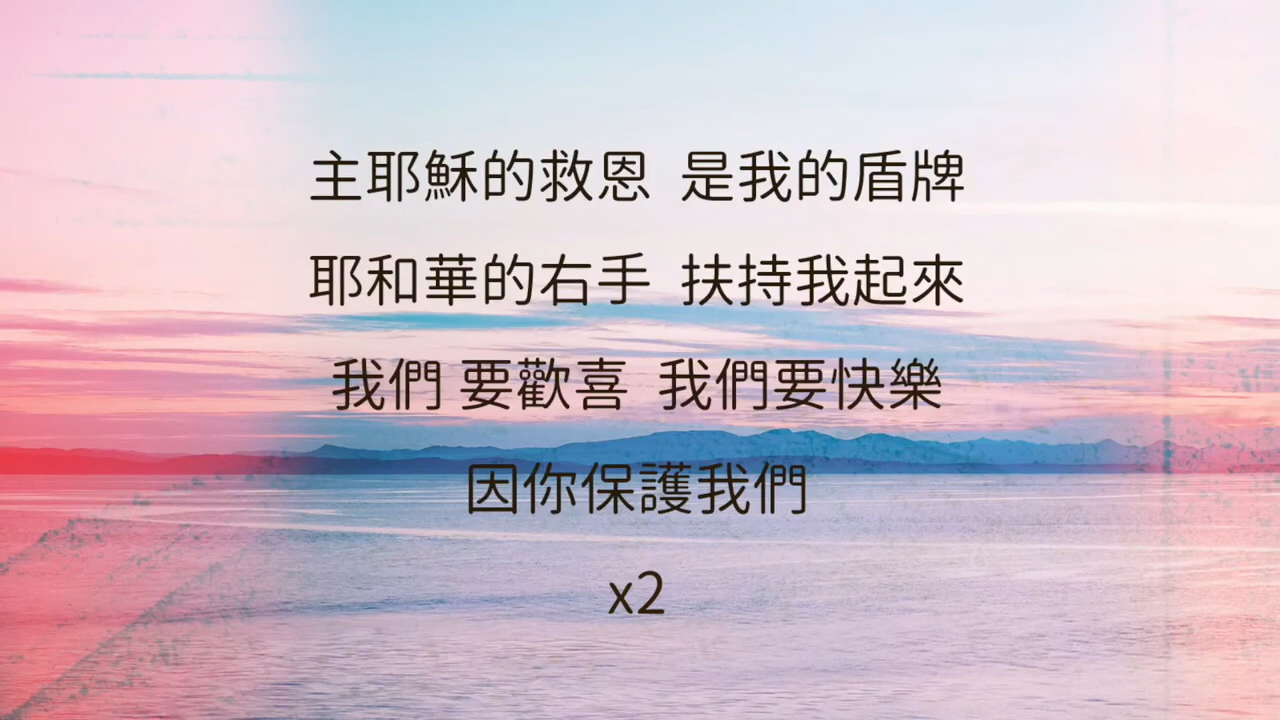 主耶穌的救恩 是我的盾牌
耶和華的右手 扶持我起來
我們 要歡喜 我們要快樂
因你保護我們
x2